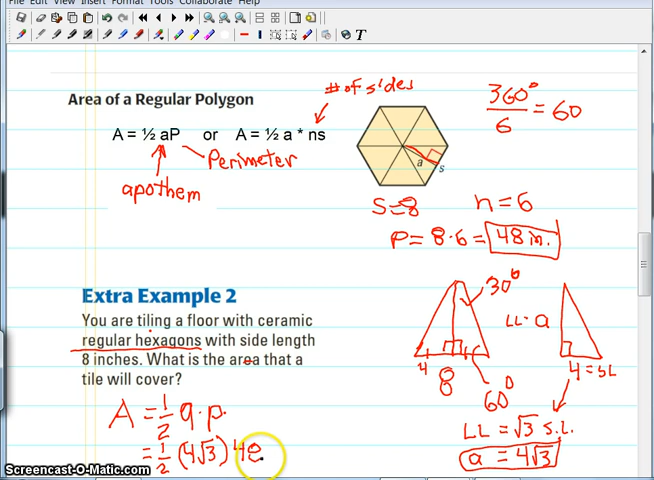 File Edit View Insert Tools Collaborate Help
# of sides
Area of a Regular Polygon
A = ½ aP or A = ½ a * ns
apothem
Perimeter
360°
6
= 60
a
s
s = 8
n = 6
P = 8 · 6 = 48 in.
Extra Example 2
You are tiling a floor with ceramic
regular hexagons with side length
8 inches. What is the area that a
tile will cover?
30°
LL = a
4
4
8
60°
4 = SL
LL = √3 S.L.
a = 4√3
A = 1/2 a · p.
= 1/2 (4√3) 48
Screencast-O-Matic.com